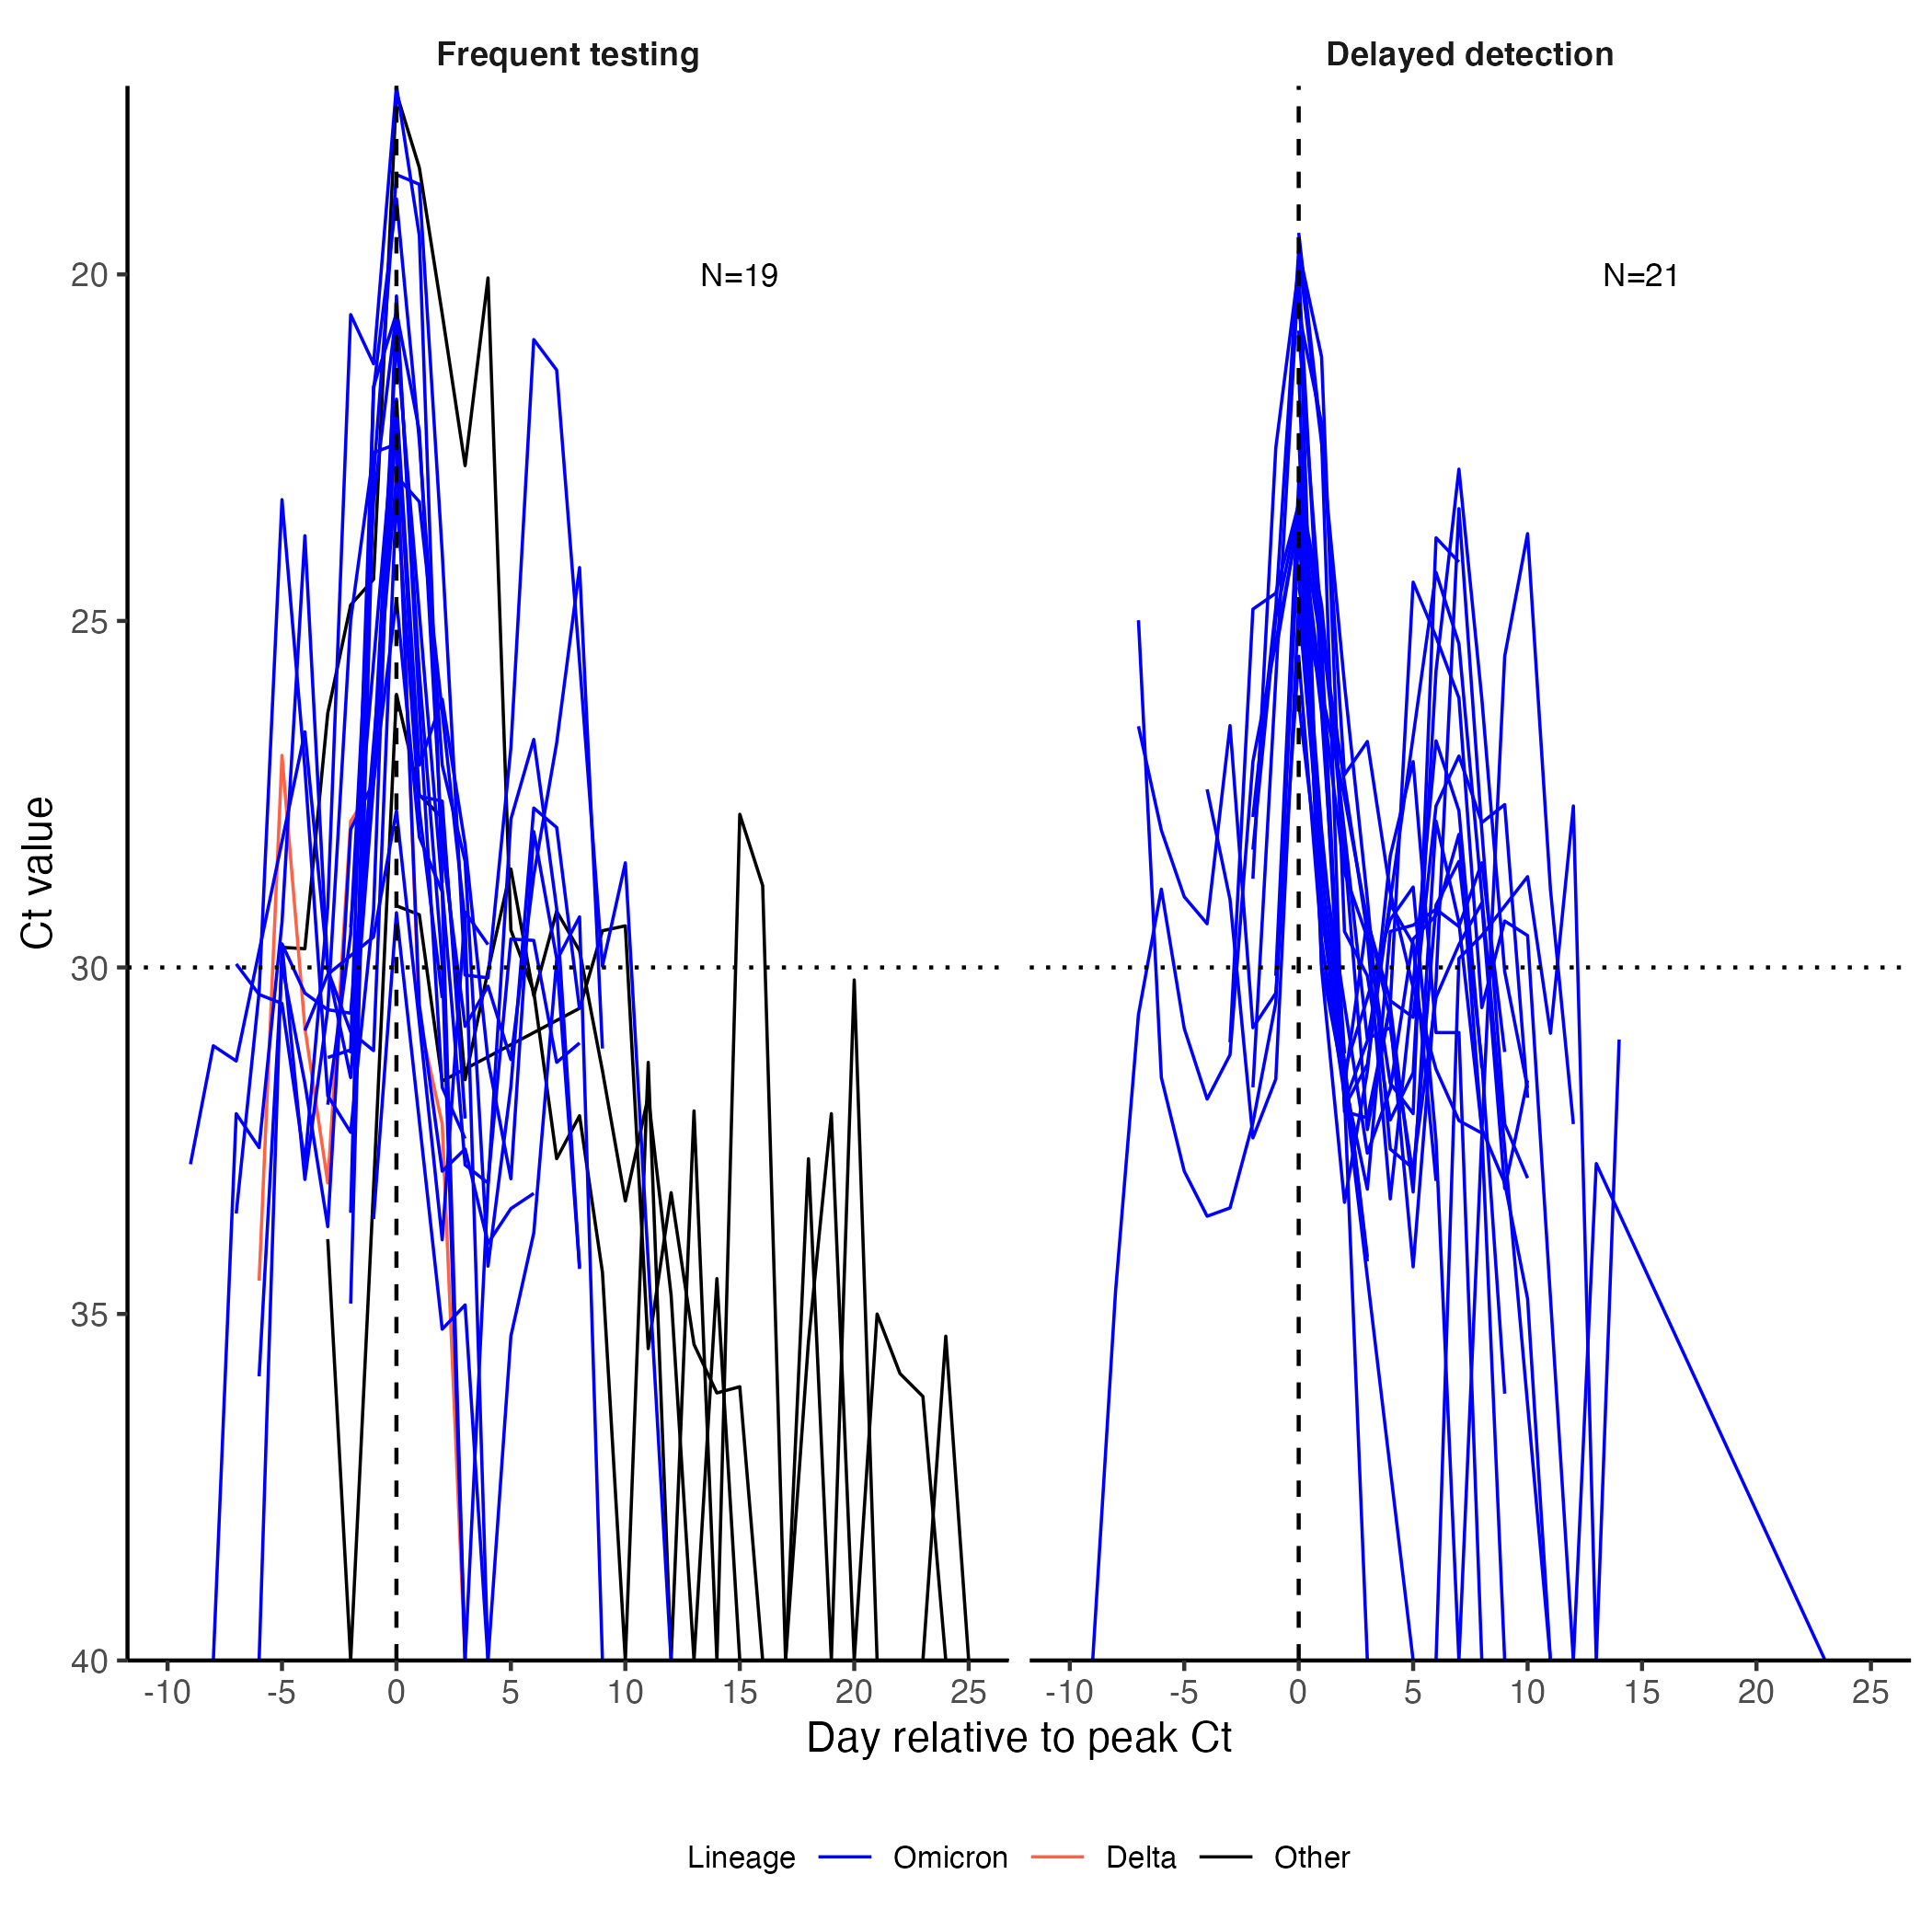 Frequent testing
Delayed detection
N=19
N=21
Ct value
20
25
30
35
40
-10 -5 0 5 10 15 20 25
-10 -5 0 5 10 15 20 25
Day relative to peak Ct
Lineage Omicron Delta Other